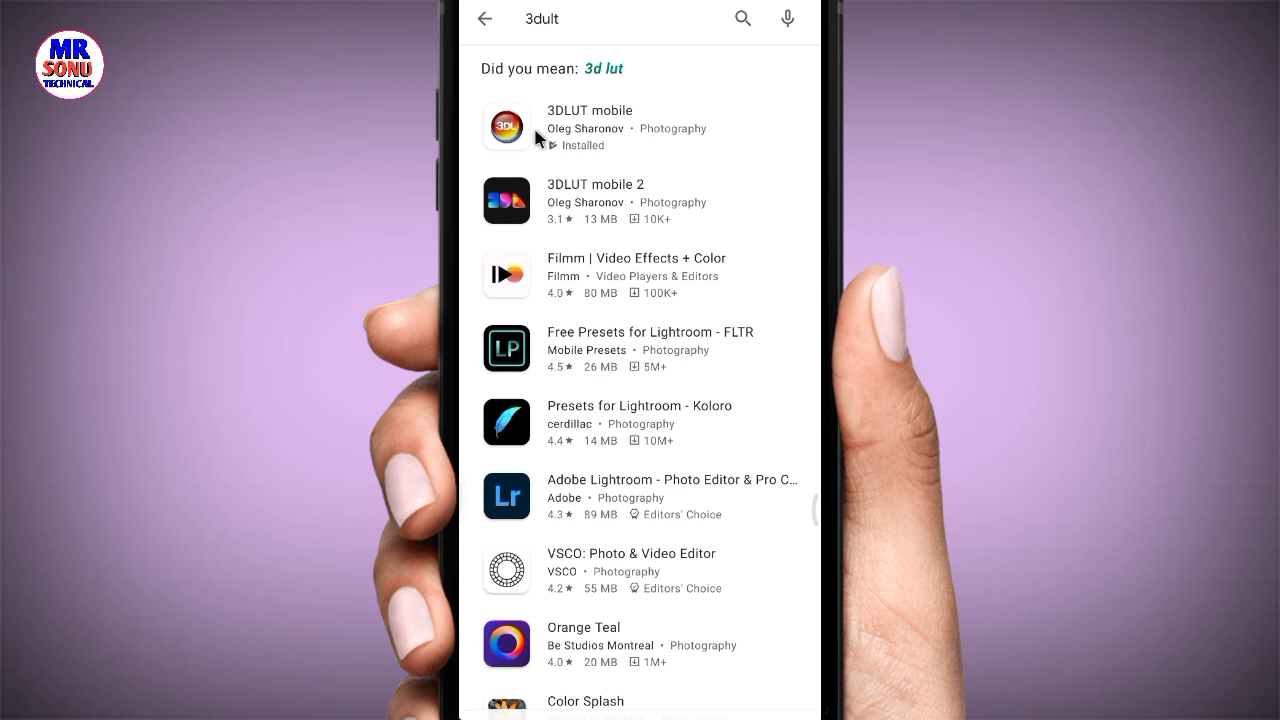 MR
SONU
TECHNICAL
3dult
Did you mean: 3d lut
3DL
3DLUT mobile
Oleg Sharonov • Photography
Installed
3DLUT mobile 2
Oleg Sharonov • Photography
3.1★ 13 MB 10K+
Filmm | Video Effects + Color
Filmm • Video Players & Editors
4.0★ 80 MB 100K+
LP
Free Presets for Lightroom - FLTR
Mobile Presets • Photography
4.5★ 26 MB 5M+
Presets for Lightroom - Koloro
cerdillac • Photography
4.4★ 14 MB 10M+
Lr
Adobe Lightroom - Photo Editor & Pro C...
Adobe • Photography
4.3★ 89 MB Editors' Choice
VSCO: Photo & Video Editor
VSCO • Photography
4.2★ 55 MB Editors' Choice
Orange Teal
Be Studios Montreal • Photography
4.0★ 20 MB 1M+
Color Splash